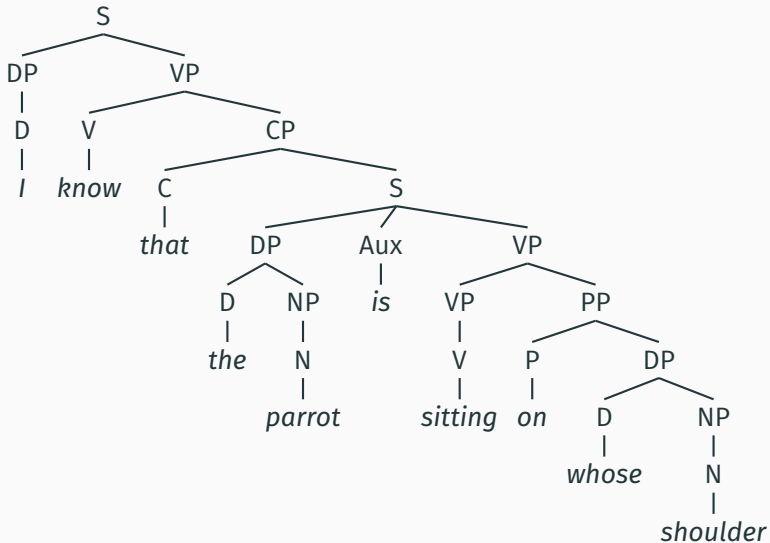 S
DP VP
D V CP
I know C S
that DP Aux VP
D NP is VP PP
the N V P DP
parrot sitting on D NP
whose N
shoulder